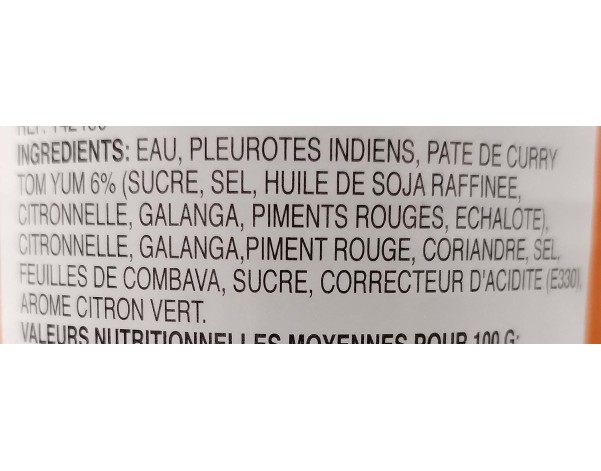 INGREDIENTS: EAU, PLEUROTES INDIENS, PATE DE CURRY
TOM YUM 6% (SUCRE, SEL, HUILE DE SOJA RAFFINEE,
CITRONNELLE, GALANGA, PIMENTS ROUGES, ECHALOTE),
CITRONNELLE, GALANGA,PIMENT ROUGE, CORIANDRE, SEL,
FEUILLES DE COMBAVA, SUCRE, CORRECTEUR D'ACIDITE (E330),
AROME CITRON VERT.
VALEURS NUTRITIONNELLES MOYENNES POUR 100 G: